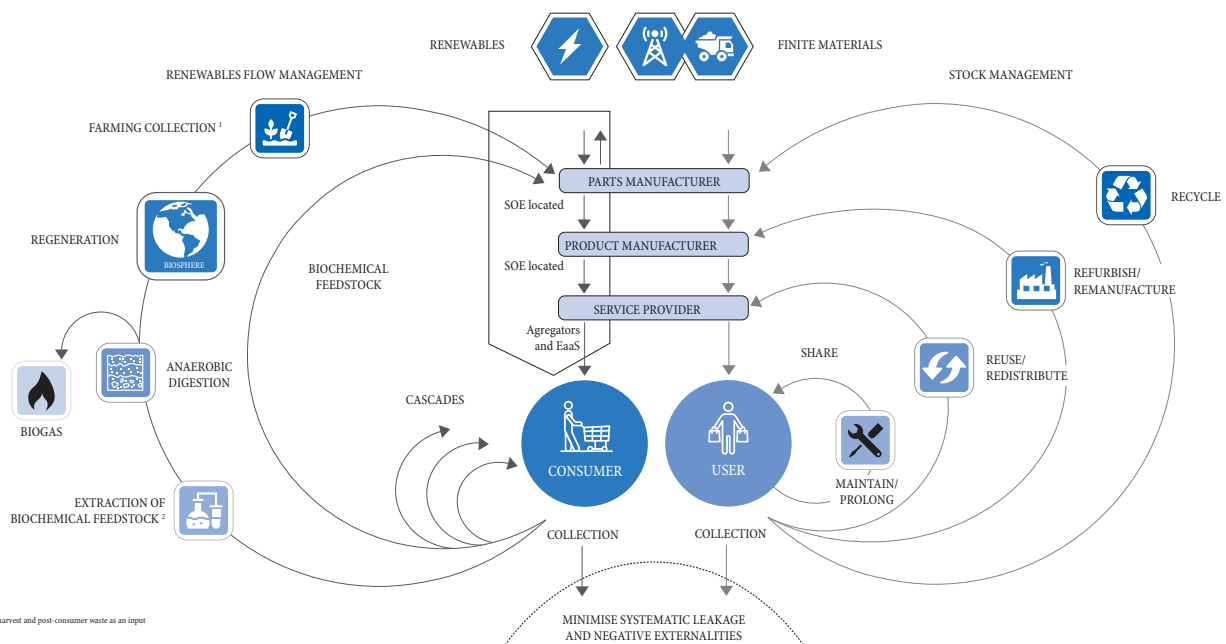 RENEWABLES
FINITE MATERIALS
RENEWABLES FLOW MANAGEMENT
STOCK MANAGEMENT
FARMING COLLECTION ¹
PARTS MANUFACTURER
RECYCLE
SOE located
REGENERATION
BIOSPHERE
PRODUCT MANUFACTURER
BIOCHEMICAL
FEEDSTOCK
SOE located
REFURBISH/
REMANUFACTURE
SERVICE PROVIDER
Agregators
and EaaS
SHARE
REUSE/
REDISTRIBUTE
ANAEROBIC
DIGESTION
CASCADES
BIOGAS
CONSUMER
USER
MAINTAIN/
PROLONG
EXTRACTION OF
BIOCHEMICAL FEEDSTOCK ²
COLLECTION
COLLECTION
MINIMISE SYSTEMATIC LEAKAGE
AND NEGATIVE EXTERNALITIES
harvest and post-consumer waste as an input